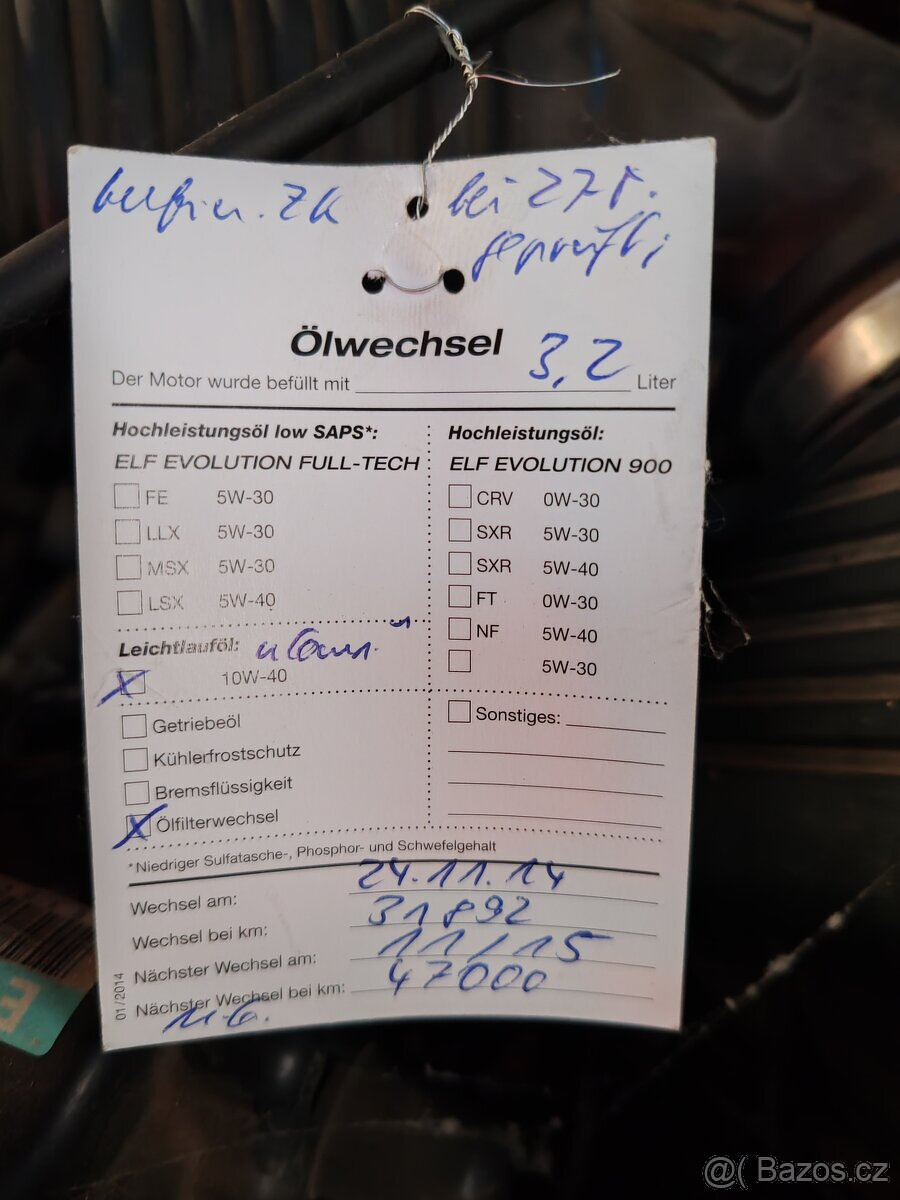 ZK bei 27T.
geprüft,
Ölwechsel
Der Motor wurde befüllt mit 3,2 Liter
Hochleistungsöl low SAPS*:
ELF EVOLUTION FULL-TECH
FE 5W-30
LLX 5W-30
MSX 5W-30
LSX 5W-40
Leichtlauföl:
X 10W-40
Hochleistungsöl:
ELF EVOLUTION 900
CRV 0W-30
SXR 5W-30
SXR 5W-40
FT 0W-30
NF 5W-40
5W-30
Getriebeöl
Kühlerfrostschutz
Bremsflüssigkeit
X Ölfilterwechsel
Sonstiges:
*Niedriger Sulfatasche-, Phosphor- und Schwefelgehalt
Wechsel am: 24.11.14
Wechsel bei km: 31892
Nächster Wechsel am: 11/15
Nächster Wechsel bei km: 47000
01/2014
@( Bazos.cz